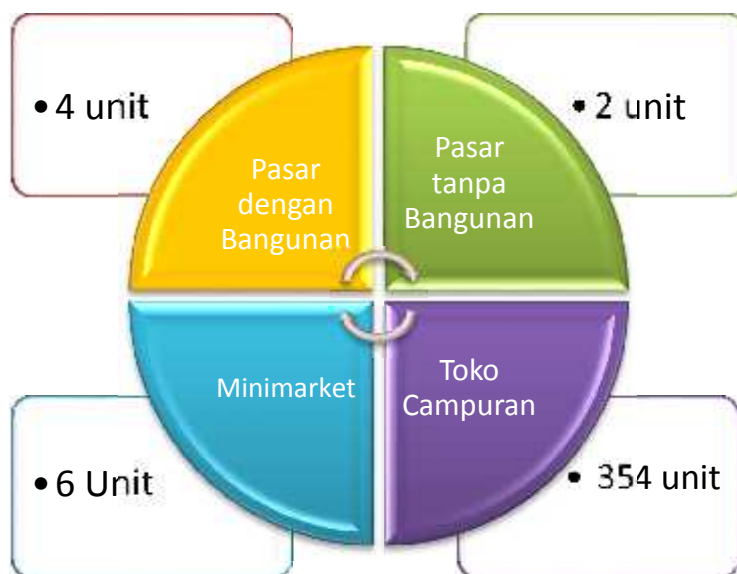 • 4 unit
• 2 unit
Pasar
dengan
Bangunan
Pasar
tanpa
Bangunan
Minimarket
Toko
Campuran
• 6 Unit
• 354 unit